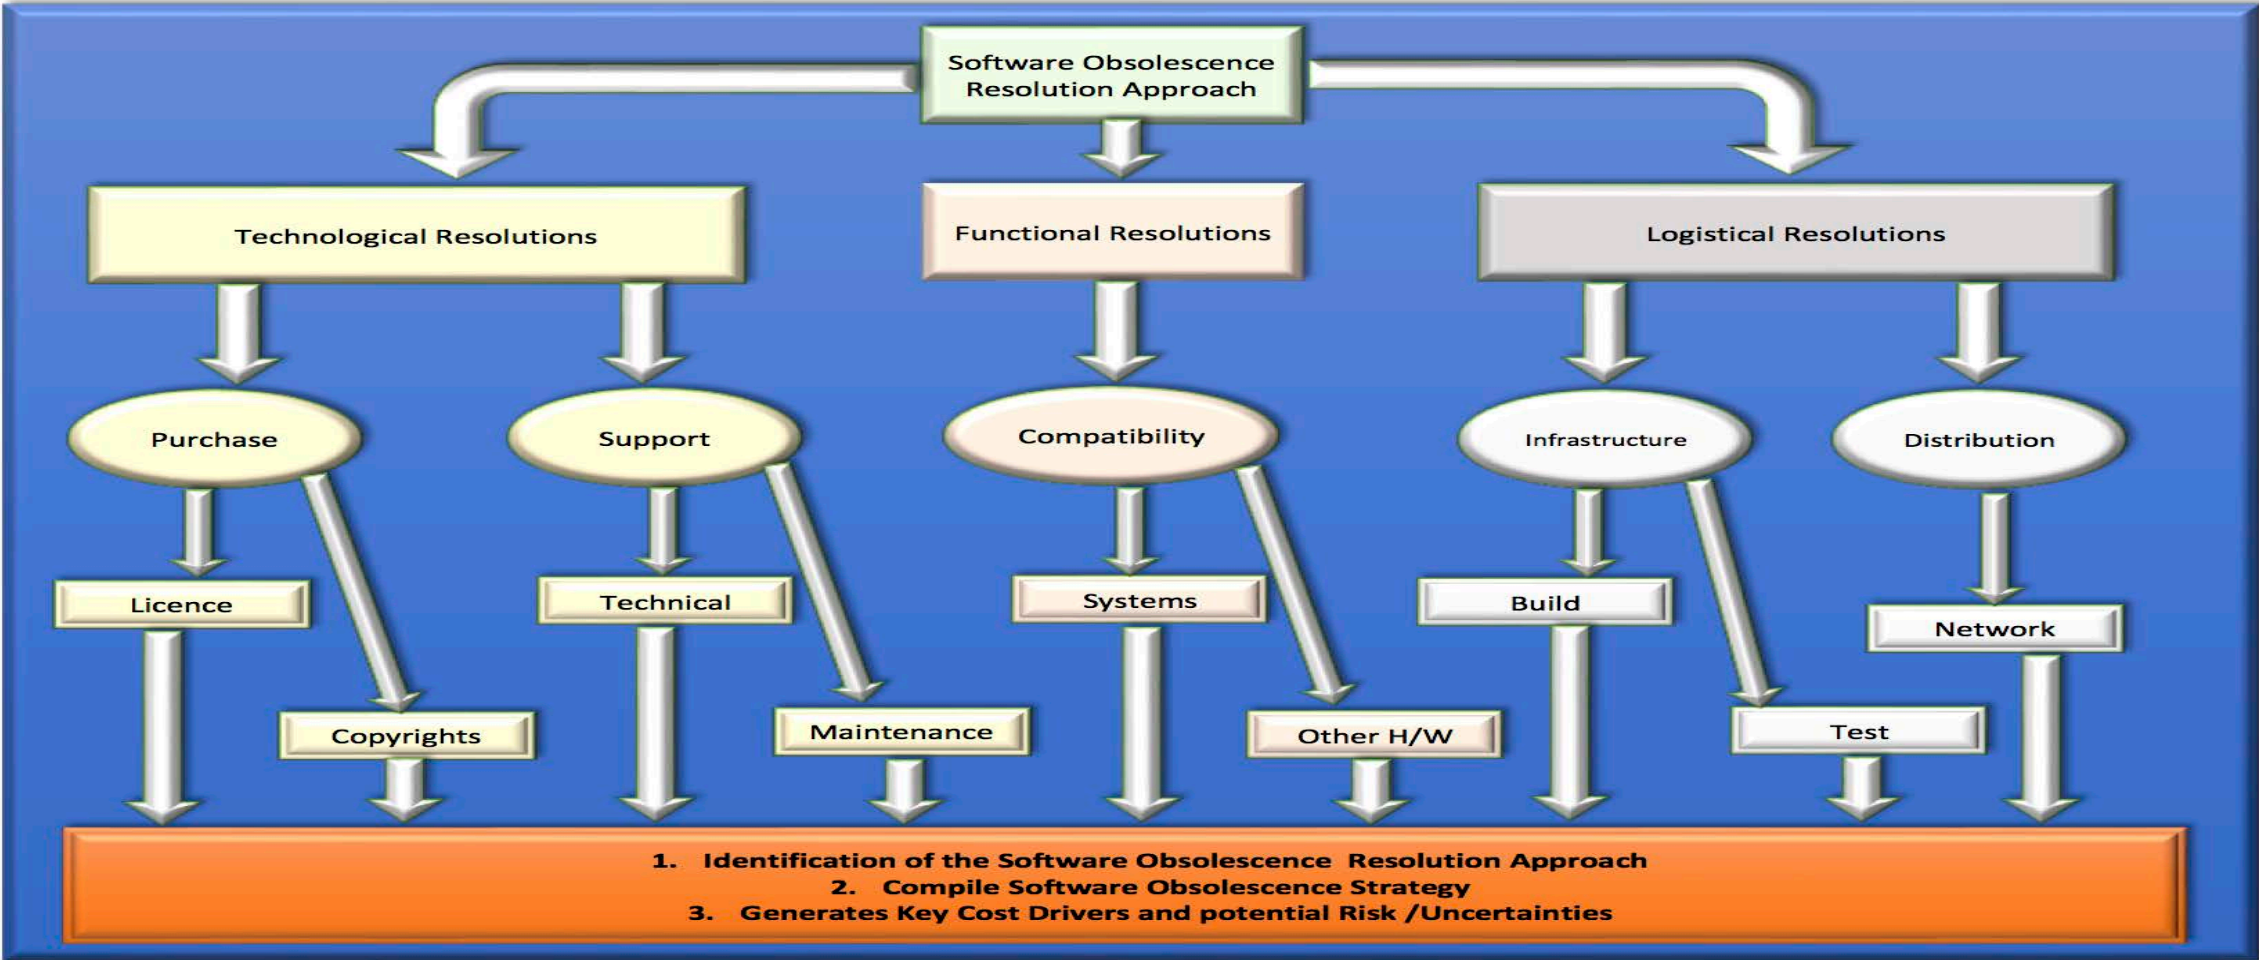 Software Obsolescence
Resolution Approach
Technological Resolutions
Functional Resolutions
Logistical Resolutions
Purchase
Support
Compatibility
Infrastructure
Distribution
Licence
Technical
Systems
Build
Network
Copyrights
Maintenance
Other H/W
Test
1. Identification of the Software Obsolescence Resolution Approach
2. Compile Software Obsolescence Strategy
3. Generates Key Cost Drivers and potential Risk /Uncertainties